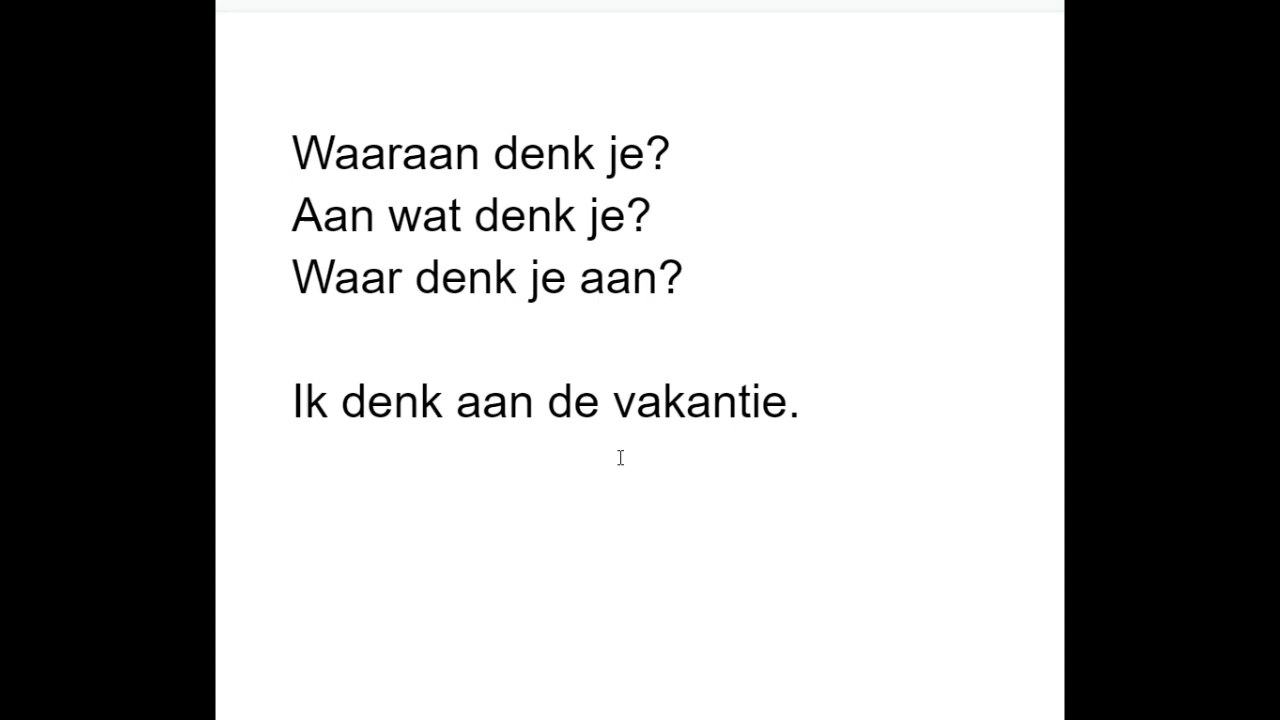 Waaraan denk je?
Aan wat denk je?
Waar denk je aan?
Ik denk aan de vakantie.